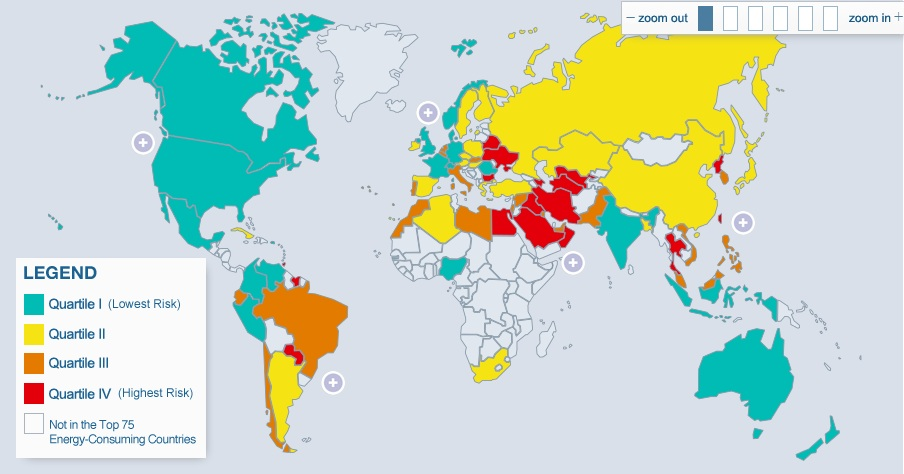 − zoom out
zoom in +
LEGEND
Quartile I (Lowest Risk)
Quartile II
Quartile III
Quartile IV (Highest Risk)
Not in the Top 75
Energy-Consuming Countries